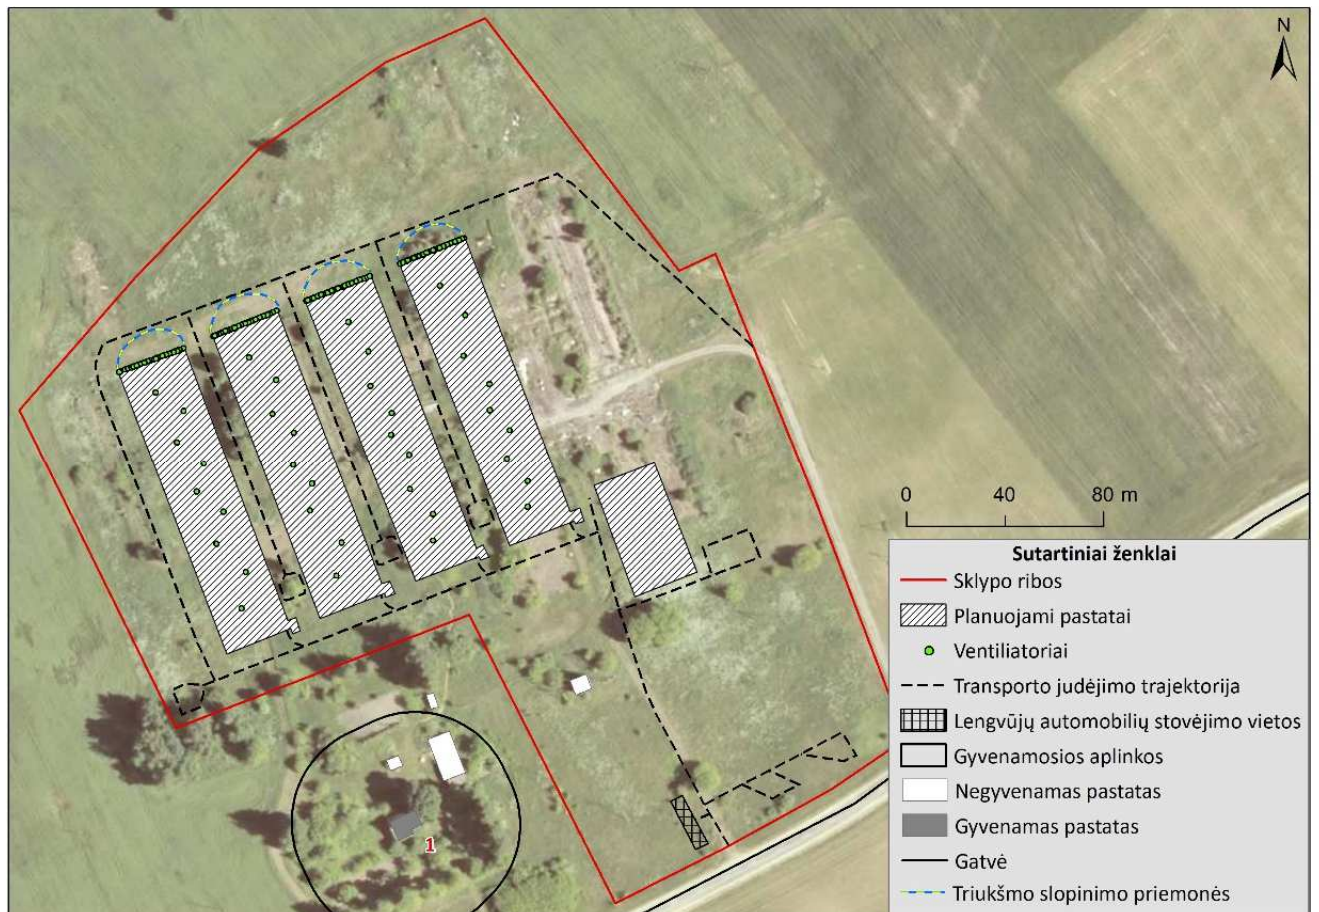 N
0 40 80 m
Sutartiniai ženklai
Sklypo ribos
Planuojami pastatai
Ventiliatoriai
Transporto judėjimo trajektorija
Lengvūjų automobilių stovėjimo vietos
Gyvenamosios aplinkos
Negyvenamas pastatas
Gyvenamas pastatas
Gatvė
Triukšmo slopinimo priemonės
1